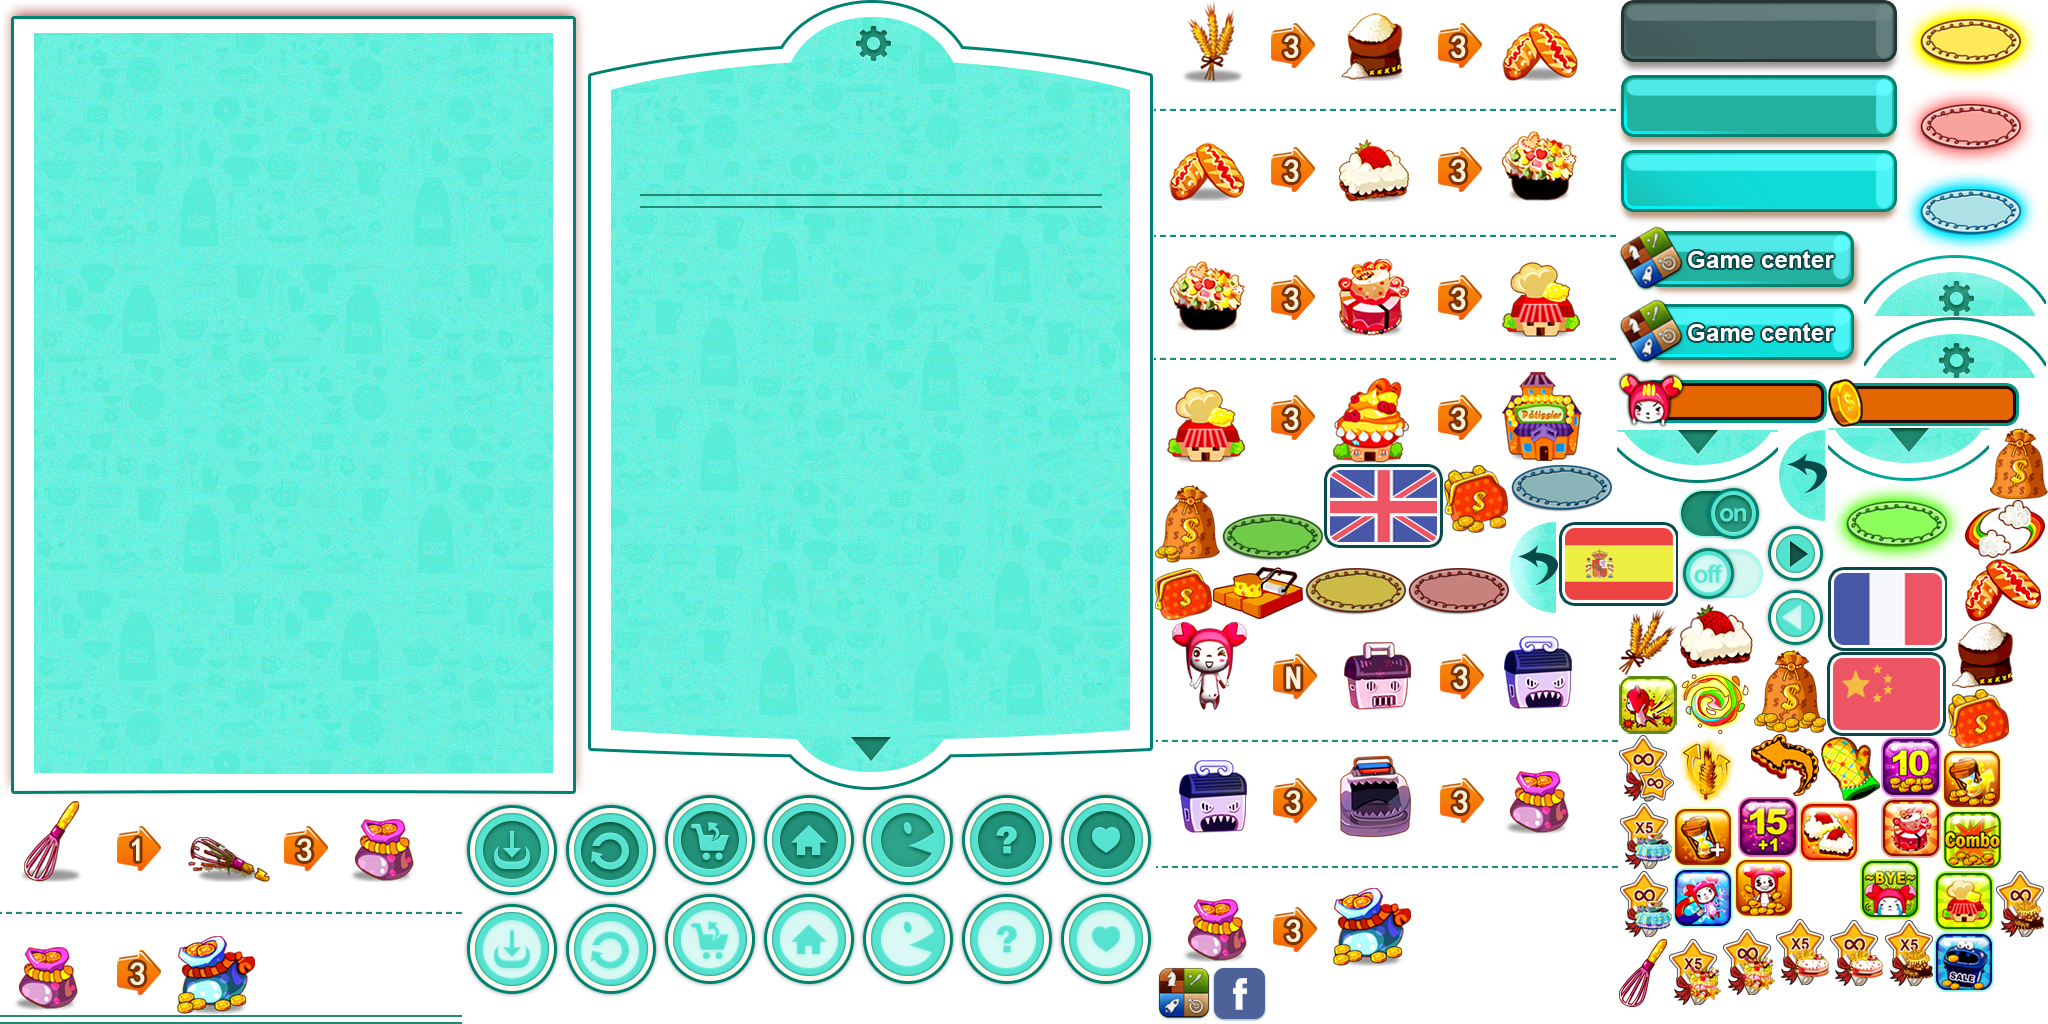 3 3
3 3
3 3
Game center
Game center
3 3
Pâtissier
on
off
N 3
3 3
10
15
+1
X5
Combo
1 3
~BYE~
3
X5
X5
X5
SALE
3
f
?
?